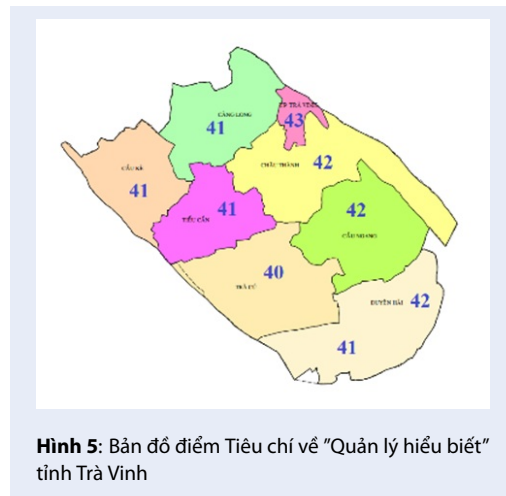 CÀNG LONG
41
TP TRÀ VINH
43
CHÂU THÀNH
42
CẦU KÈ
41
TIỂU CẦN
41
42
CẦU NGANG
40
TRÀ CÚ
DUYÊN HẢI 42
41
Hình 5: Bản đồ điểm Tiêu chí về "Quản lý hiểu biết"
tỉnh Trà Vinh